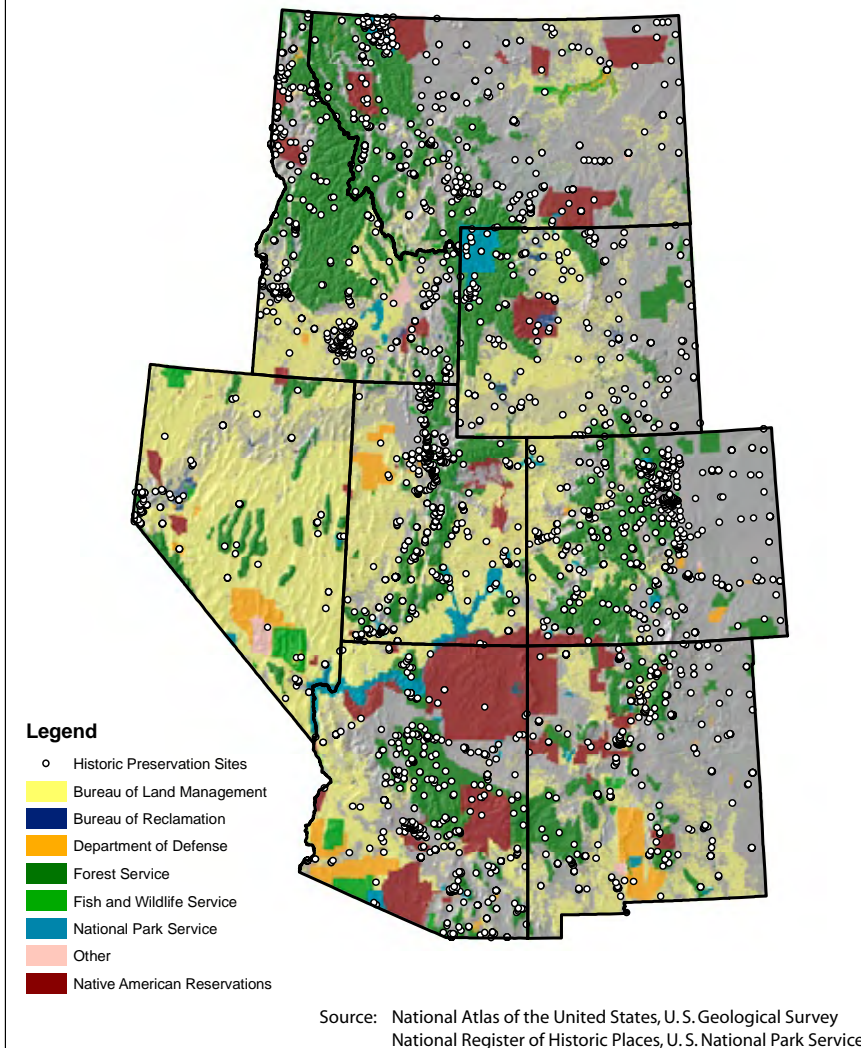 Legend
Historic Preservation Sites
Bureau of Land Management
Bureau of Reclamation
Department of Defense
Forest Service
Fish and Wildlife Service
National Park Service
Other
Native American Reservations
Source: National Atlas of the United States, U.S. Geological Survey
National Register of Historic Places, U.S. National Park Service